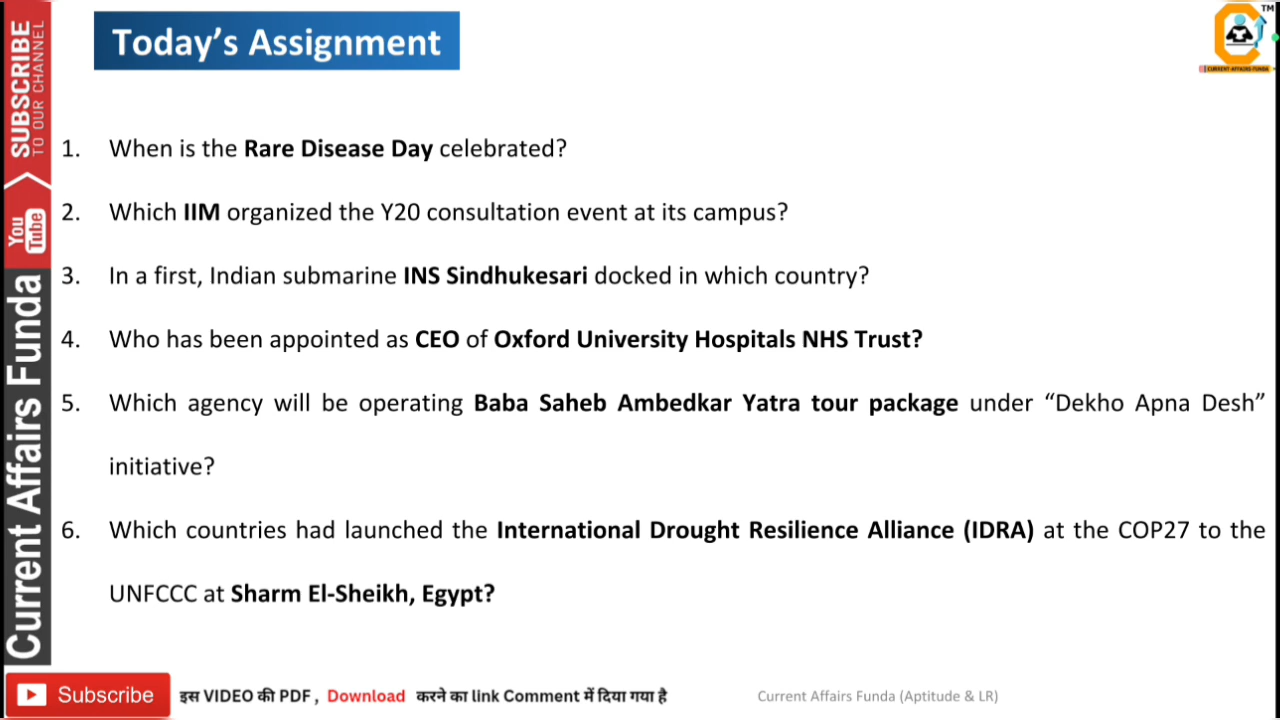 Today's Assignment
TM
CURRENT AFFAIRS FUNDA
SUBSCRIBE
TO OUR CHANNEL
You
Tube
Current Affairs Funda
1. When is the Rare Disease Day celebrated?
2. Which IIM organized the Y20 consultation event at its campus?
3. In a first, Indian submarine INS Sindhukesari docked in which country?
4. Who has been appointed as CEO of Oxford University Hospitals NHS Trust?
5. Which agency will be operating Baba Saheb Ambedkar Yatra tour package under “Dekho Apna Desh”
initiative?
6. Which countries had launched the International Drought Resilience Alliance (IDRA) at the COP27 to the
UNFCCC at Sharm El-Sheikh, Egypt?
Subscribe
इस VIDEO की PDF , Download करने का link Comment में दिया गया है
Current Affairs Funda (Aptitude & LR)